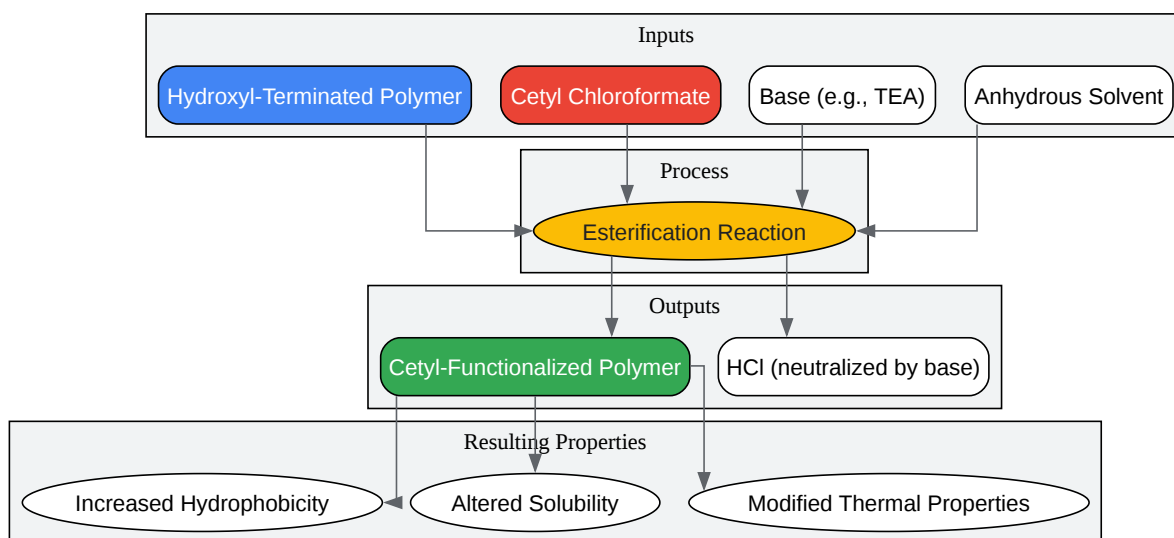 Inputs
Hydroxyl-Terminated Polymer
Cetyl Chloroformate
Base (e.g., TEA)
Anhydrous Solvent
Process
Esterification Reaction
Outputs
Cetyl-Functionalized Polymer
HCl (neutralized by base)
Resulting Properties
Increased Hydrophobicity
Altered Solubility
Modified Thermal Properties